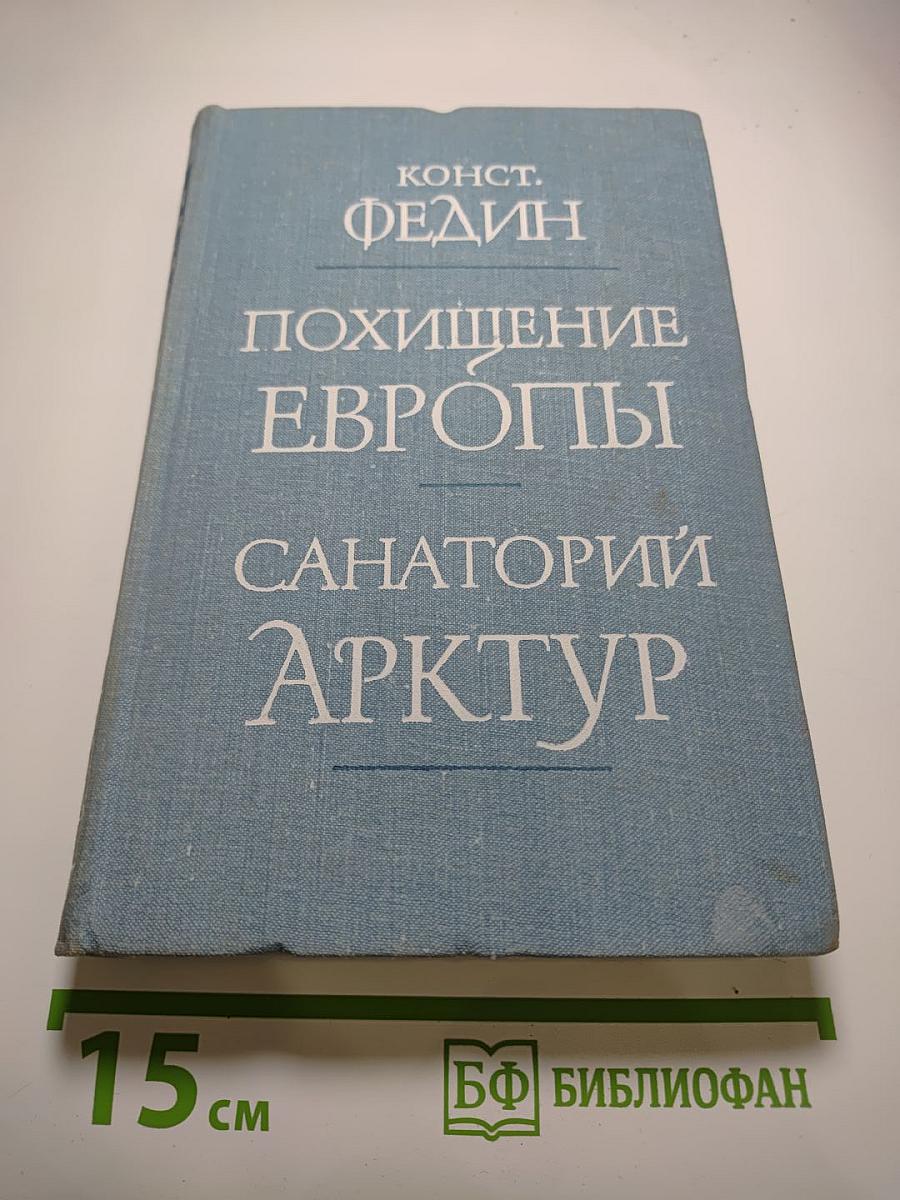 КОНСТ.
ФЕДИН
ПОХИЩЕНИЕ
ЕВРОПЫ
САНАТОРИЙ
АРКТУР
15 см
БФ БИБЛИОФАН